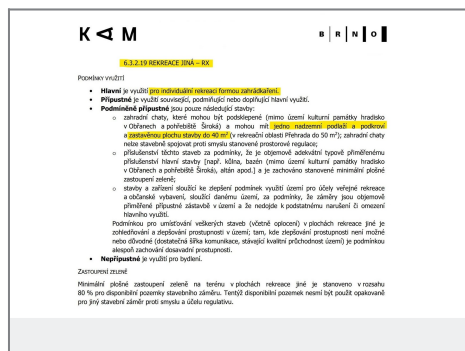 K A M
B R N O
6.3.2.19 REKREACE JINÁ – RX
PODMÍNKY VYUŽITÍ
• Hlavní je využití pro individuální rekreaci formou zahrádkaření.
• Přípustné je využití související, podmiňující nebo doplňující hlavní využití.
• Podmíněně přípustné jsou pouze následující stavby:
o zahradní chaty, které mohou být podsklepené (mimo území kulturní památky hradisko
v Obřanech a pohřebiště Široká) a mohou mít jedno nadzemní podlaží a podkroví
a zastavěnou plochu stavby do 40 m² (v rekreační oblasti Přehrada do 50 m²); zahradní chaty
nelze stavebně spojovat proti smyslu stanovené prostorové regulace;
o příslušenství těchto staveb za podmínky, že je objemově adekvátní typově přiměřenému
příslušenství hlavní stavby [např. kůlna, bazén (mimo území kulturní památky hradisko
v Obřanech a pohřebiště Široká), altán apod.] a je zachováno stanovené minimální plošné
zastoupení zeleně;
o stavby a zařízení sloužící ke zlepšení podmínek využití území pro účely veřejné rekreace
a občanské vybavení, sloužící danému území, za podmínky, že záměry jsou objemově
přiměřené přípustné zástavbě v území a že nedojde k podstatnému narušení či omezení
hlavního využití.
Podmínkou pro umísťování veškerých staveb (včetně oplocení) v plochách rekreace jiné je
zohledňování a zlepšování prostupnosti v území; tam, kde zlepšování prostupnosti není možné
nebo důvodné (dostatečná šířka komunikace, stávající kvalitní průchodnost území) je podmínkou
alespoň zachování dosavadní prostupnosti.
• Nepřípustné je využití pro bydlení.
ZASTOUPENÍ ZELENĚ
Minimální plošné zastoupení zeleně na terénu v plochách rekreace jiné je stanoveno v rozsahu
80 % pro disponibilní pozemky stavebního záměru. Tentýž disponibilní pozemek nesmí být použit opakovaně
pro jiný stavební záměr proti smyslu a účelu regulativu.